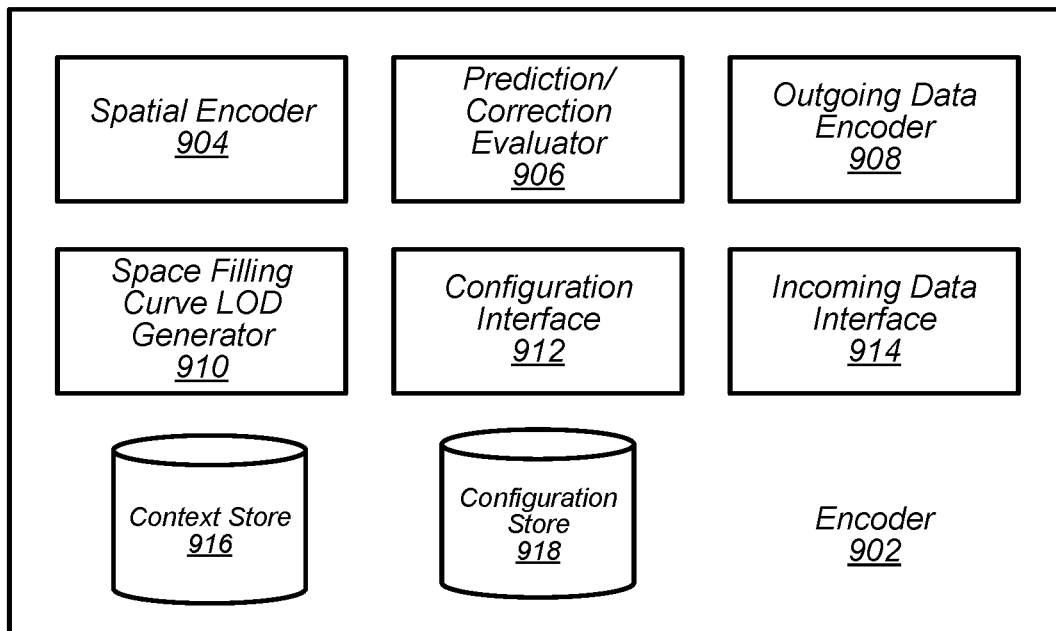 Spatial Encoder
904
Prediction/
Correction
Evaluator
906
Outgoing Data
Encoder
908
Space Filling
Curve LOD
Generator
910
Configuration
Interface
912
Incoming Data
Interface
914
Context Store
916
Configuration
Store
918
Encoder
902